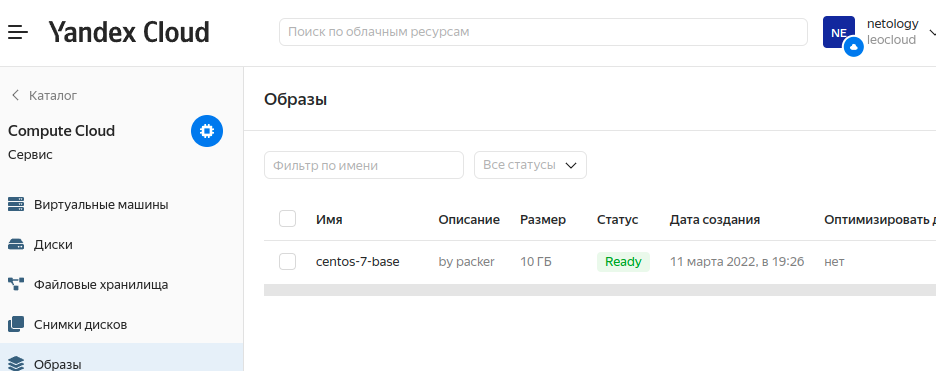 Yandex Cloud
Поиск по облачным ресурсам
NE
netology
leocloud
Каталог
Compute Cloud
Сервис
Виртуальные машины
Диски
Файловые хранилища
Снимки дисков
Образы
Образы
Фильтр по имени
Все статусы
Имя Описание Размер Статус Дата создания Оптимизировать
centos-7-base by packer 10 ГБ Ready 11 марта 2022, в 19:26 нет